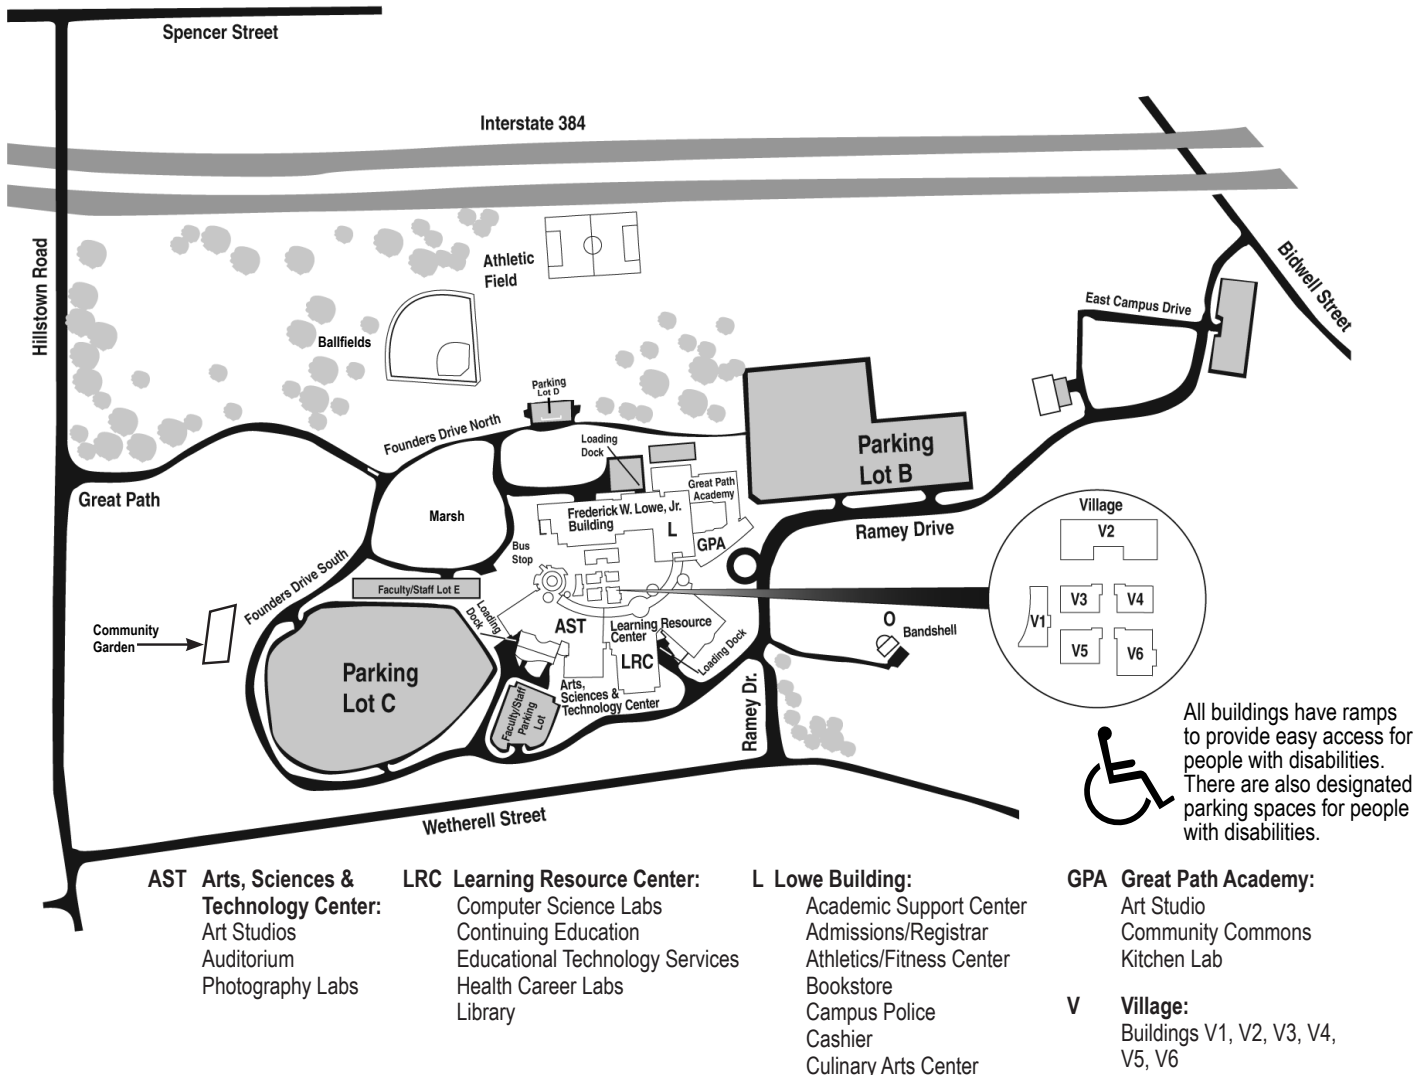 Spencer Street
Interstate 384
Hillstown Road
Athletic
Field
Bidwell Street
East Campus Drive
Ballfields
Parking
Lot D
Founders Drive North
Loading
Dock
Parking
Lot B
Great Path
Great Path
Academy
Marsh
Frederick W. Lowe, Jr.
Building
L
GPA
Ramey Drive
Village
V2
V3
V4
V1
V5
V6
Bus
Stop
Founders Drive South
Faculty/Staff Lot E
Loading
Dock
Community
Garden
AST
Learning Resource
Center
LRC
Loading Dock
O
Bandshell
Parking
Lot C
Arts,
Sciences &
Technology Center
Faculty/Staff
Parking
Lot
Ramey Dr.
Wetherell Street
All buildings have ramps
to provide easy access for
people with disabilities.
There are also designated
parking spaces for people
with disabilities.
AST Arts, Sciences &
Technology Center:
Art Studios
Auditorium
Photography Labs
LRC Learning Resource Center:
Computer Science Labs
Continuing Education
Educational Technology Services
Health Career Labs
Library
L Lowe Building:
Academic Support Center
Admissions/Registrar
Athletics/Fitness Center
Bookstore
Campus Police
Cashier
Culinary Arts Center
GPA Great Path Academy:
Art Studio
Community Commons
Kitchen Lab
V Village:
Buildings V1, V2, V3, V4,
V5, V6